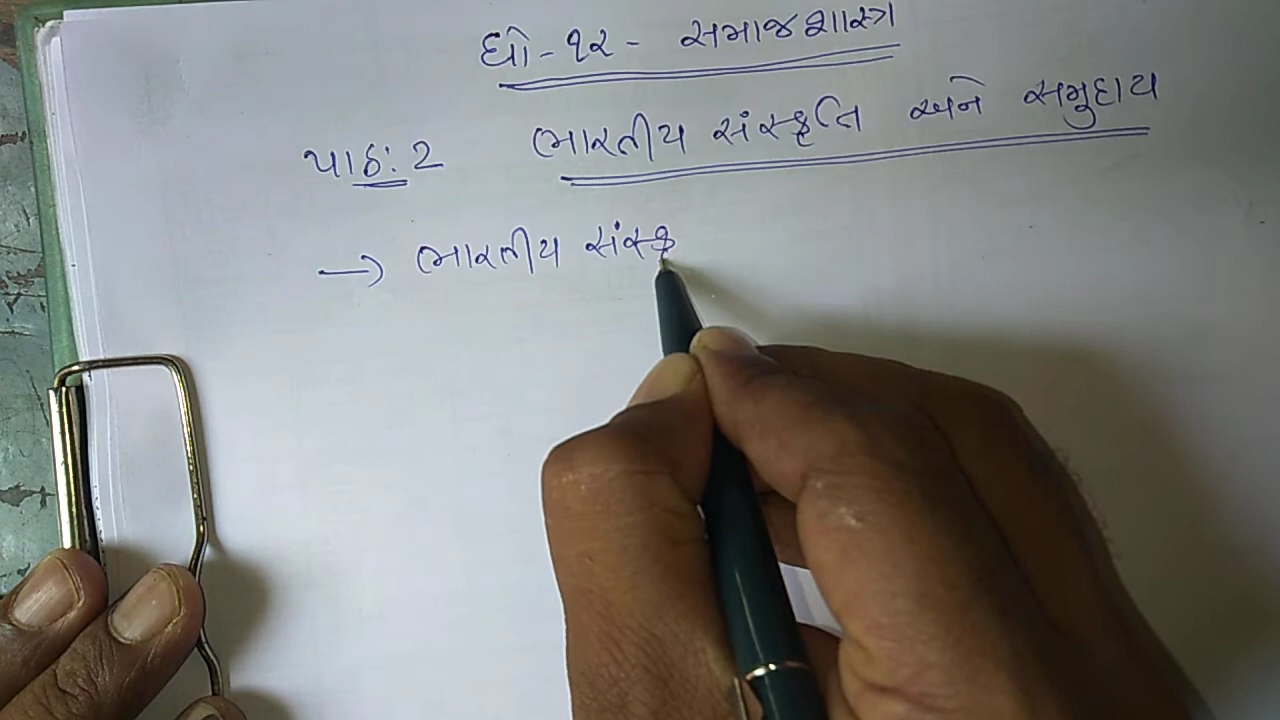 ધો-૧૨- સમાજશાસ્ત્ર
પાઠ:2 ભારતીય સંસ્કૃતિ અને સમુદાય
→ ભારતીય સંસ્કૃ